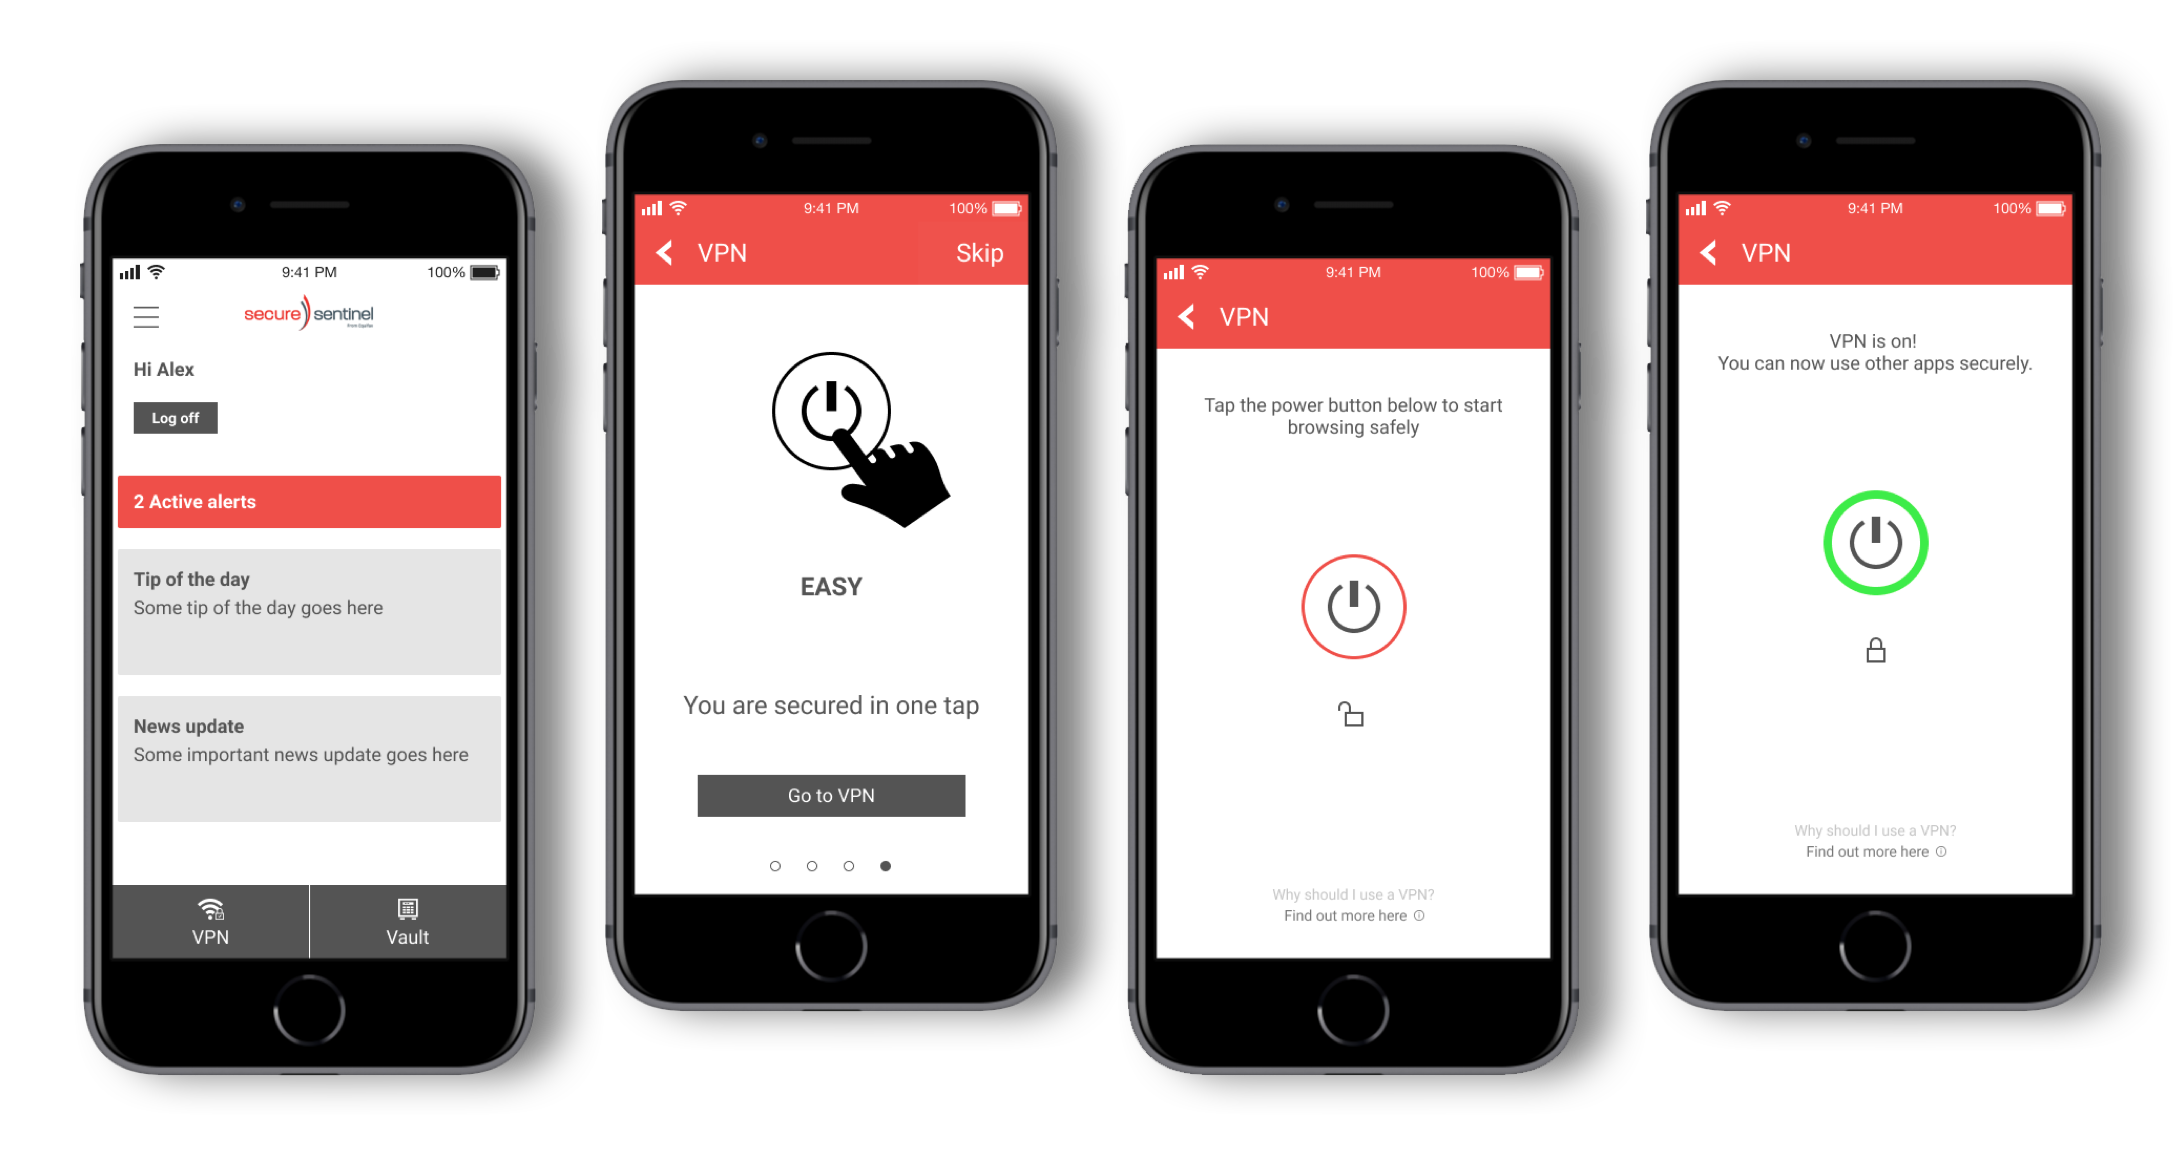 9:41 PM 100%
secure sentinel
from Equifax
Hi Alex
Log off
2 Active alerts
Tip of the day
Some tip of the day goes here
News update
Some important news update goes here
VPN Vault
9:41 PM 100%
VPN Skip
EASY
You are secured in one tap
Go to VPN
9:41 PM 100%
VPN
Tap the power button below to start
browsing safely
Why should I use a VPN?
Find out more here
9:41 PM 100%
VPN
VPN is on!
You can now use other apps securely.
Why should I use a VPN?
Find out more here